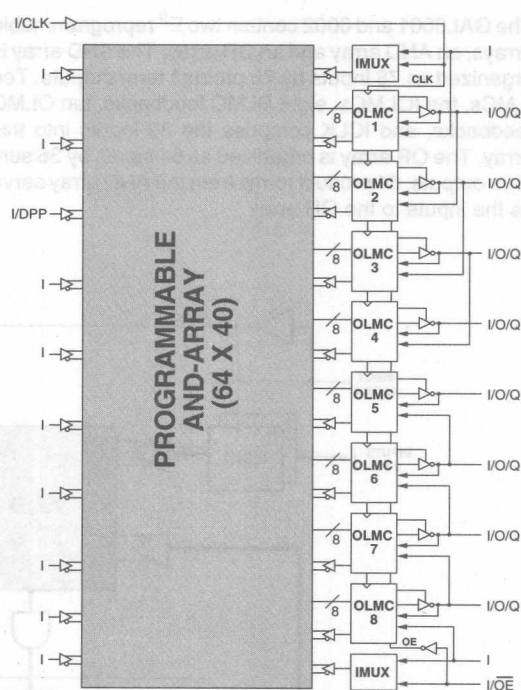 I/CLK
I
I
IMUX
CLK
8
OLMC
1
I/O/Q
I
8
OLMC
2
I/O/Q
I/DPP
8
OLMC
3
I/O/Q
I
PROGRAMMABLE
AND-ARRAY
(64 X 40)
8
OLMC
4
I/O/Q
I
8
OLMC
5
I/O/Q
I
8
OLMC
6
I/O/Q
I
8
OLMC
7
I/O/Q
I
8
OLMC
8
I/O/Q
I
OE
I
IMUX
I
I/OE